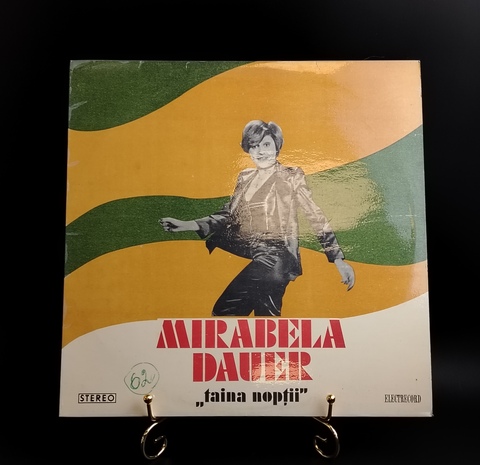 MIRABELA
DAUER
„taina nopții”
62
STEREO
ELECTRECORD